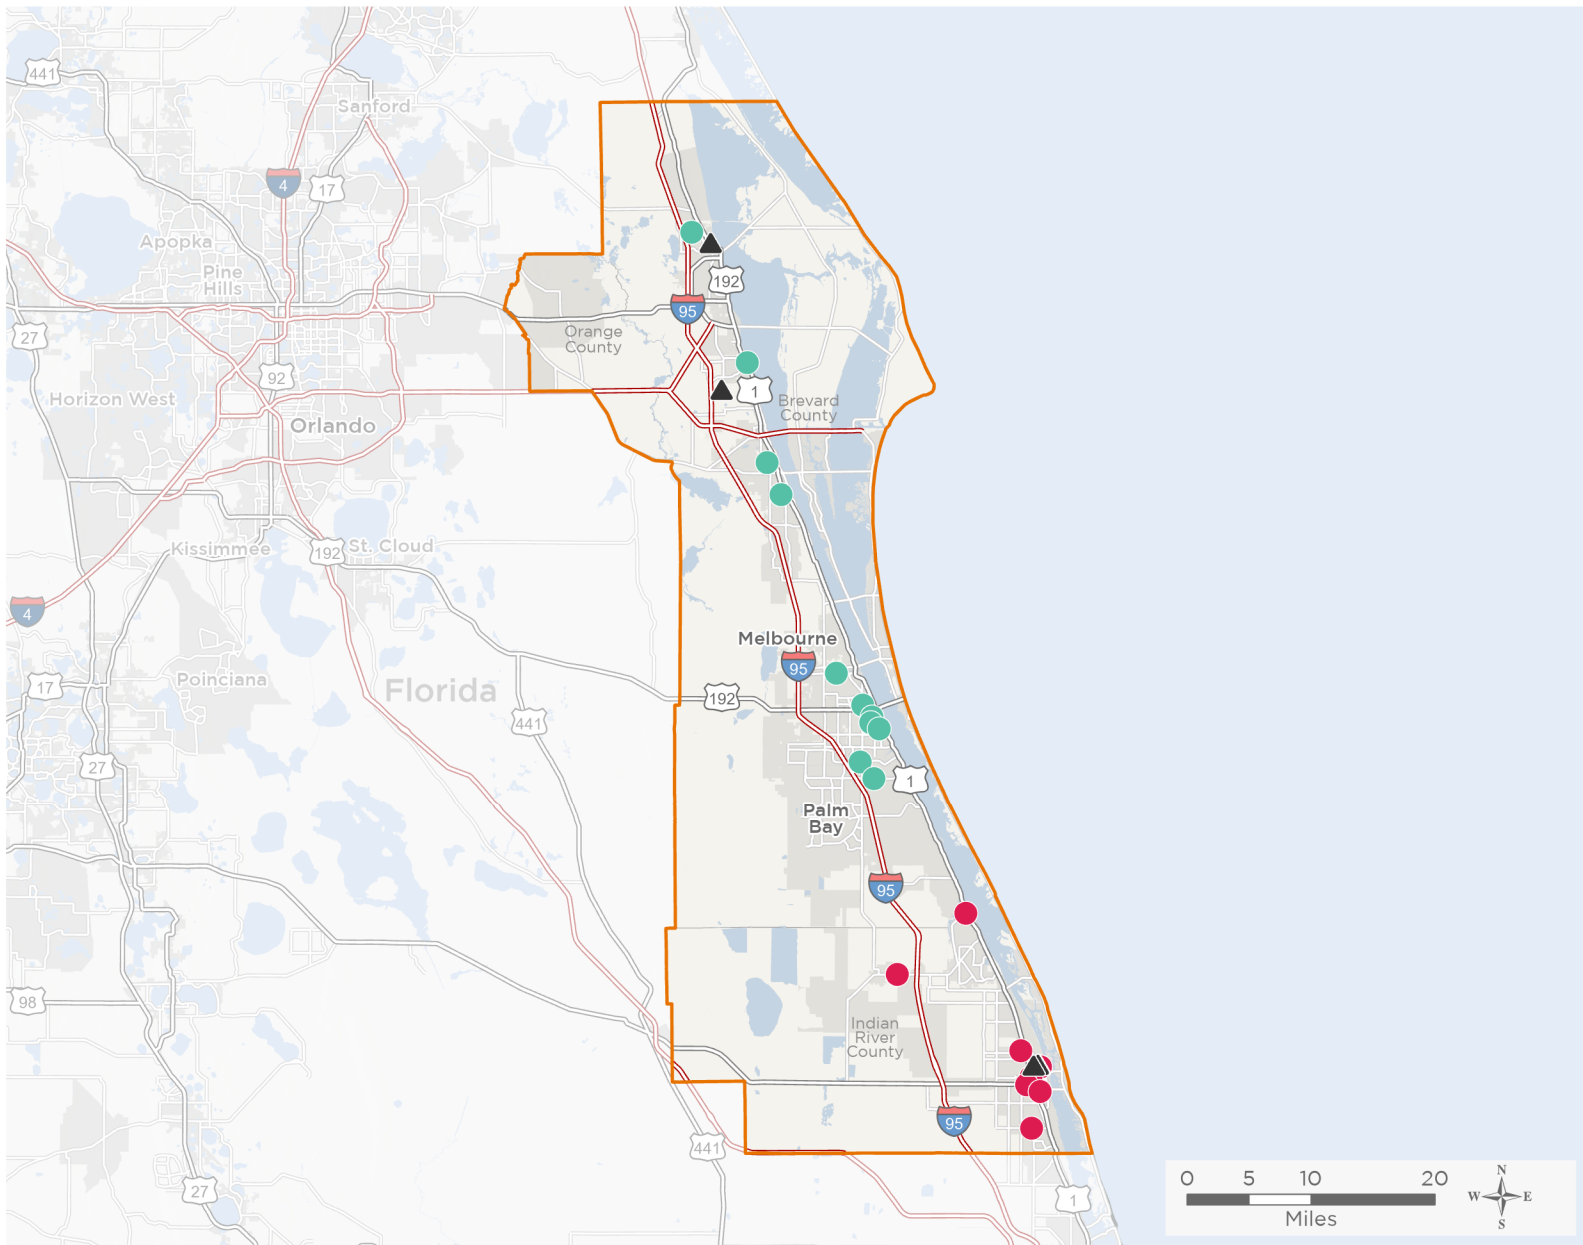 441
Sanford
4
17
Apopka
Pine
Hills
192
95
27
Orange
County
92
1
Horizon West
Brevard
County
Orlando
Kissimmee
192
St. Cloud
4
Melbourne
95
17
Poinciana
Florida
192
441
27
1
Palm
Bay
95
98
Indian
River
County
95
441
27
1
0 5 10 20
Miles
N
W E
S